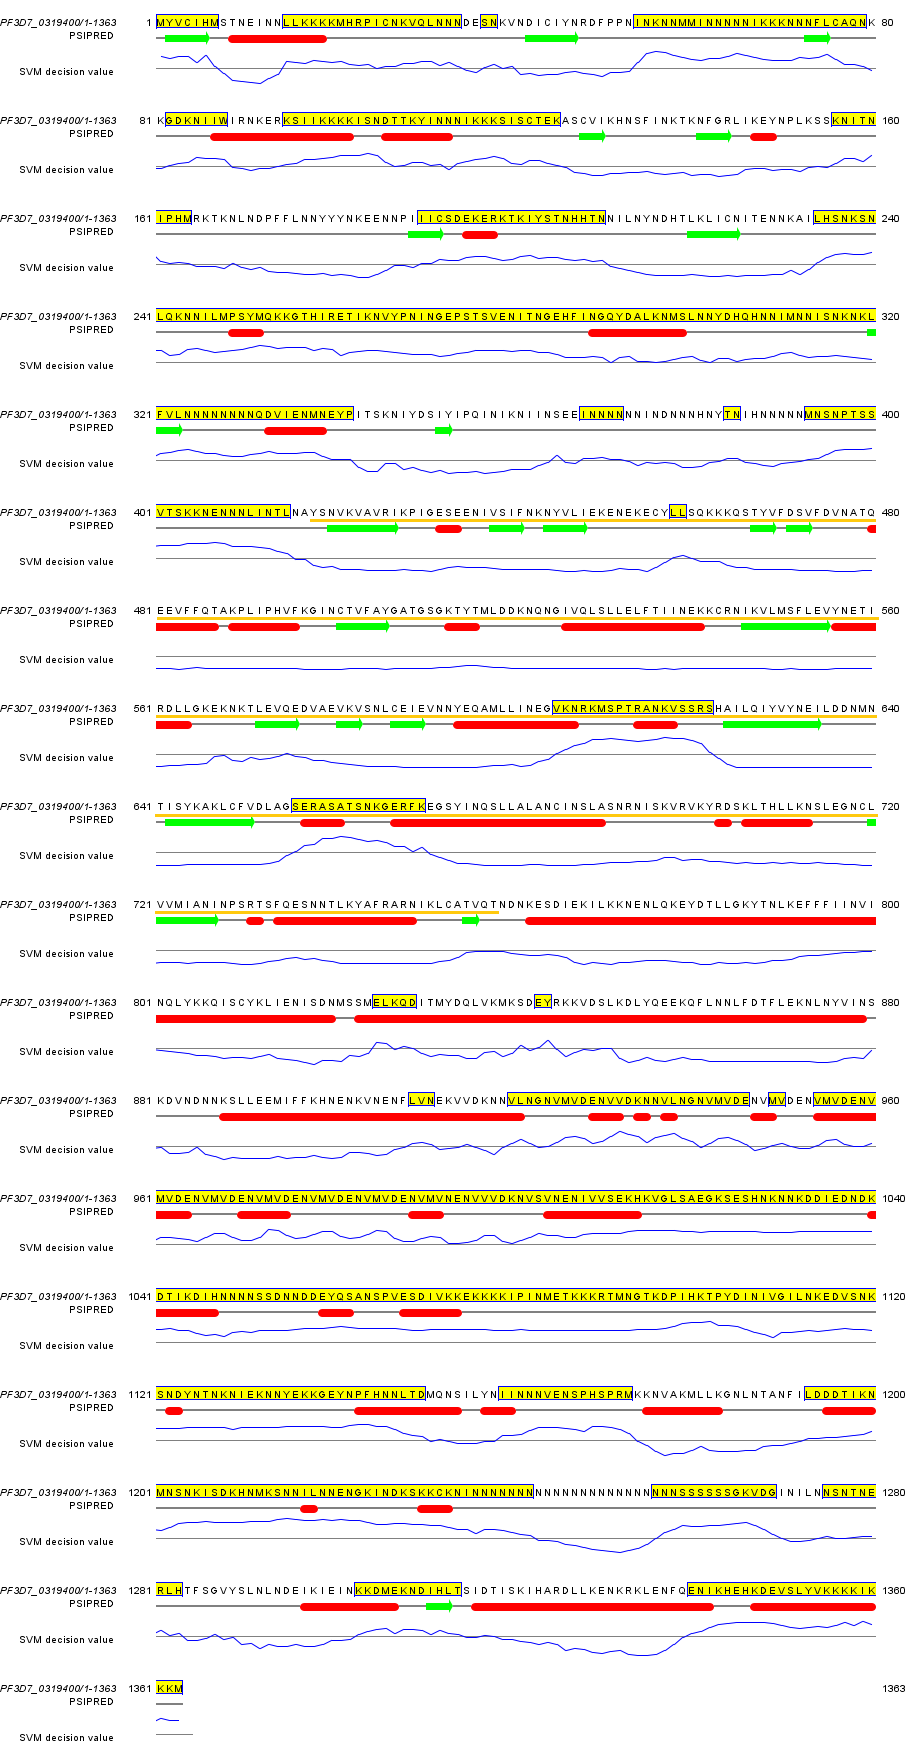 PF3D7_0319400/1-1363 1 MYVCIHMSTNEINNLLKKKKMHRPICNKVQLNNNDESNKVNDICIYNRDFPPNINKNNMMINNNNNIKKKNNNFLCAQNK 80
PSIPRED
SVM decision value
PF3D7_0319400/1-1363 81 KGDKNIIWIRNKERKSIIKKKKISNDTTKYINNNIKKKSISCTEKASCVIKHNSFINKTKNFGRLIKEYNPLKSSKNITN 160
PSIPRED
SVM decision value
PF3D7_0319400/1-1363 161 IPHMRKTKNLNDPFFLNNYYYNKEENNPIIICSDEKERKTKIYSTNHHTNNILNYNDHTLKLICNITENNKAILHSNKSN 240
PSIPRED
SVM decision value
PF3D7_0319400/1-1363 241 LQKNNILMPSYMQKKGTHIRETIKNVYPNINGEPSTSVENITNGEHFINGQYDALKNMSLNNYDHQHNNIMNNISNKNKL 320
PSIPRED
SVM decision value
PF3D7_0319400/1-1363 321 FVLNNNNNNNNQDVIENMNEYPITSKNIYDSIYIPQINIKNIINSEEINNNNNNINDNNNHNYTNIHNNNNNMNSNPTSS 400
PSIPRED
SVM decision value
PF3D7_0319400/1-1363 401 VTSKKNENNNLINTLNAYSNVKVAVRIKPIGESEENIVSIFNKNYVLIEKENEKECYLLSQKKKQSTYVFDSVFDVNATQ 480
PSIPRED
SVM decision value
PF3D7_0319400/1-1363 481 EEVFFQTAKPLIPHVFKGINCTVFAYGATGSGKTYTMLDDKNQNGIVQLSLLELFTIINEKKCRNIKVLMSFLEVYNETI 560
PSIPRED
SVM decision value
PF3D7_0319400/1-1363 561 RDLLGKEKNKTLEVQEDVAEVKVSNLCEIEVNNYEQAMLLINEGVKNRKMSPTRANKVSSRSHAILQIYVYNEILDDNMN 640
PSIPRED
SVM decision value
PF3D7_0319400/1-1363 641 TISYKAKLCFVDLAGSERASATSNKGERFKEGSYINQSLLALANCINSLASNRNISKVRVKYRDSKLTHLLKNSLEGNCL 720
PSIPRED
SVM decision value
PF3D7_0319400/1-1363 721 VVMIANINPSRTSFQESNNTLKYAFRARNIKLCATVQTNDNKESDIEKILKKNENLQKEYDTLLGKYTNLKEFFFIINVI 800
PSIPRED
SVM decision value
PF3D7_0319400/1-1363 801 NQLYKKQISCYKLIENISDNMSSMELKQDITMYDQLVKMKSDEYRKKVDSLKDLYQEEKQFLNNLFDTFLEKNLNYVINS 880
PSIPRED
SVM decision value
PF3D7_0319400/1-1363 881 KDVNDNNKSLLEEMIFFKHNENKVNENFLVNEKVVDKNNVLNGNVMVDENVVDKNNVLNGNVMVDENVMVDENVMVDENV 960
PSIPRED
SVM decision value
PF3D7_0319400/1-1363 961 MVDENVMVDENVMVDENVMVDENVMVDENVMVNENVVVDKNVSVNENIVVSEKHKVGLSAEGKSESHNKNNKDDIEDNDK 1040
PSIPRED
SVM decision value
PF3D7_0319400/1-1363 1041 DTIKDIHNNNNSSDNNDDEYQSANSPVESDIVKKEKKKKIPINMETKKKRTMNGTKDPIHKTPYDINIVGILNKEDVSNK 1120
PSIPRED
SVM decision value
PF3D7_0319400/1-1363 1121 SNDYNTNKNIEKNNYEKKGEYNPFHNNLTDMQNSILYNIINNNVENSPHSPRMKKNVAKMLLKGNLNTANFILDDDTIKN 1200
PSIPRED
SVM decision value
PF3D7_0319400/1-1363 1201 MNSNKISDKHNMKSNNILNNENGKINDKSKKCKNINNNNNNNNNNNNNNNNNNNNNNNNSSSSSSGKVDGINILNNSNTNE 1280
PSIPRED
SVM decision value
PF3D7_0319400/1-1363 1281 RLHTFSGVYSLNLNDEIKIEINKKDMEKNDIHLTSIDTISKIHARDLLKENKRKLENFQENIKHEHKDEVSLYVKKKKIK 1360
PSIPRED
SVM decision value
PF3D7_0319400/1-1363 1361 KKM 1363
PSIPRED
SVM decision value